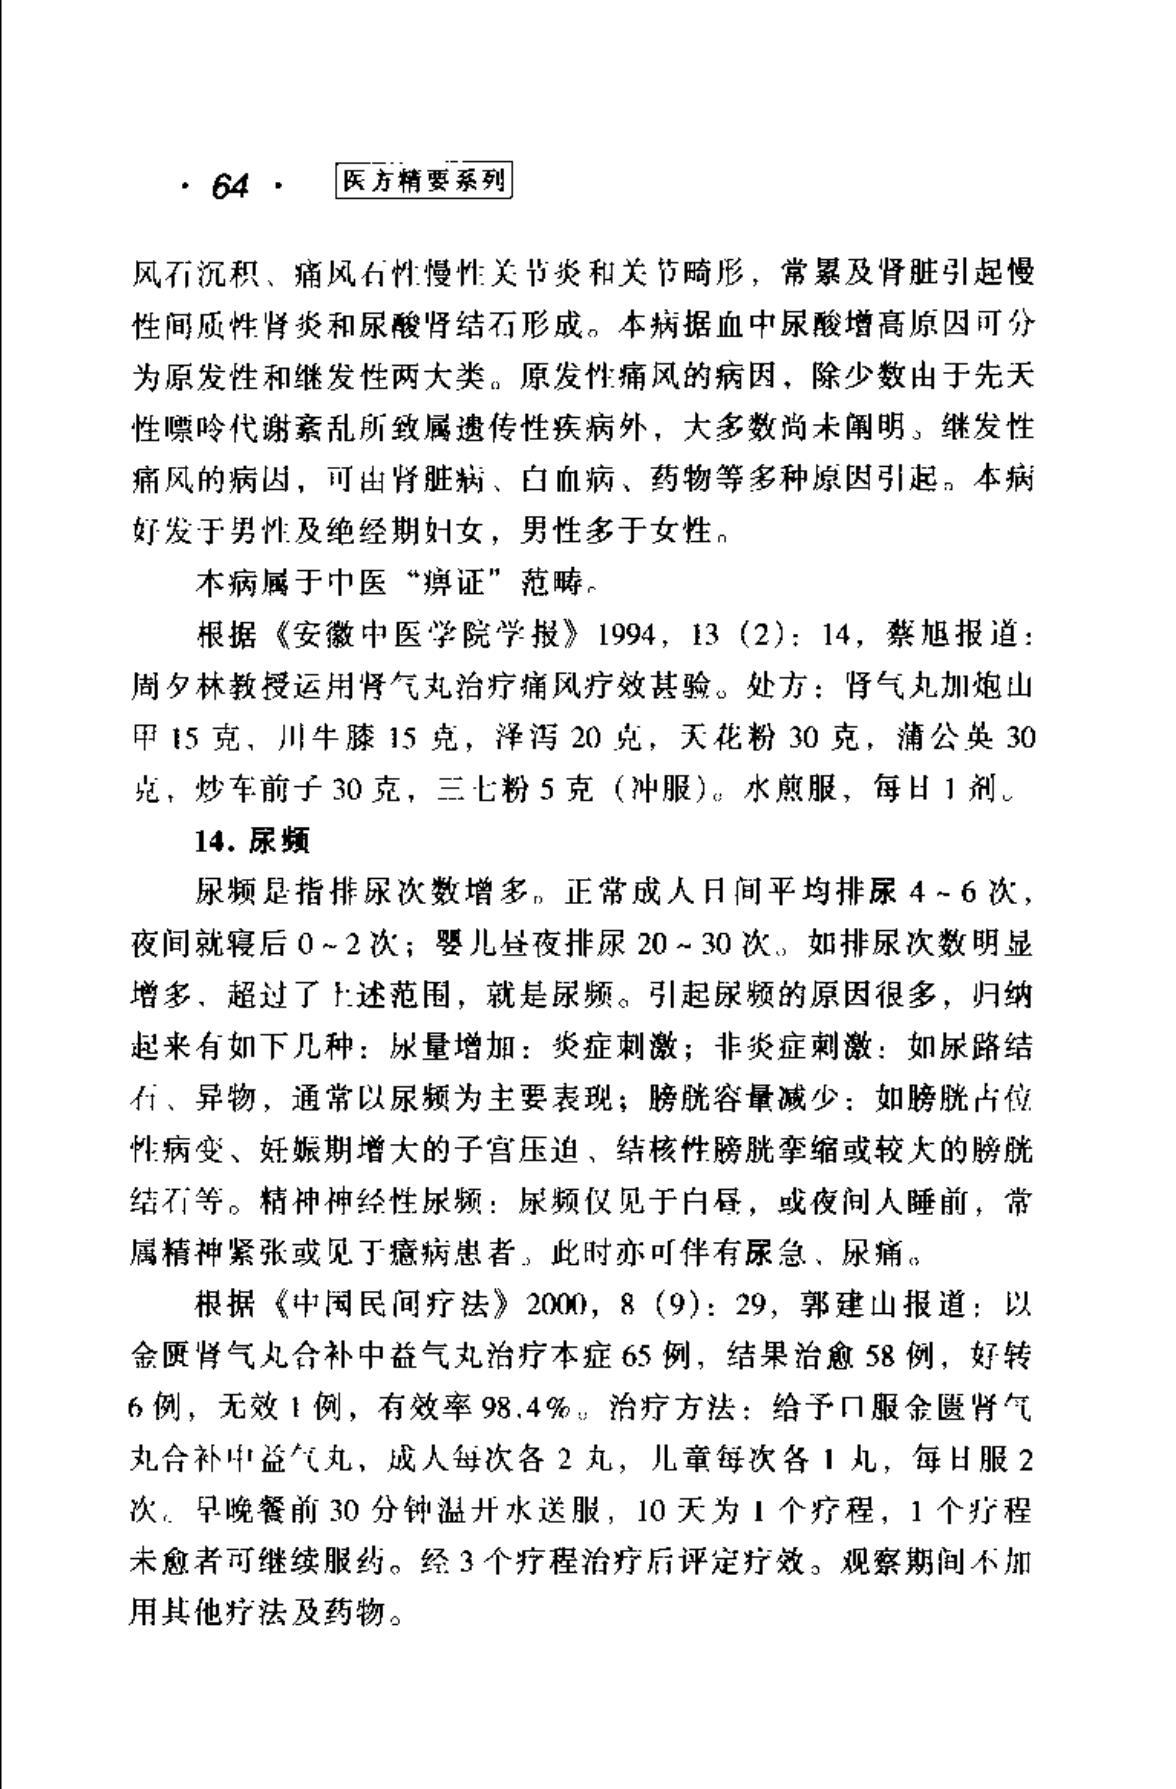 · 64 · 医方精要系列
风石沉积、痛风石性慢性关节炎和关节畸形，常累及肾脏引起慢
性间质性肾炎和尿酸肾结石形成。本病据血中尿酸增高原因可分
为原发性和继发性两大类。原发性痛风的病因，除少数由于先天
性嘌呤代谢紊乱所致属遗传性疾病外，大多数尚未阐明。继发性
痛风的病因，可由肾脏病、白血病、药物等多种原因引起。本病
好发于男性及绝经期妇女，男性多于女性。
本病属于中医“痹证”范畴。
根据《安徽中医学院学报》1994，13（2）：14，蔡旭报道：
周夕林教授运用肾气丸治疗痛风疗效甚验。处方：肾气丸加炮山
甲 15 克、川牛膝 15 克，泽泻 20 克，天花粉 30 克，蒲公英 30
克，炒车前子 30 克，三七粉 5 克（冲服）。水煎服，每日 1 剂。
14. 尿频
尿频是指排尿次数增多。正常成人日间平均排尿 4～6 次，
夜间就寝后 0～2 次；婴儿昼夜排尿 20～30 次。如排尿次数明显
增多、超过了上述范围，就是尿频。引起尿频的原因很多，归纳
起来有如下几种：尿量增加：炎症刺激；非炎症刺激：如尿路结
石、异物，通常以尿频为主要表现；膀胱容量减少：如膀胱占位
性病变、妊娠期增大的子宫压迫、结核性膀胱挛缩或较大的膀胱
结石等。精神神经性尿频：尿频仅见于白昼，或夜间入睡前，常
属精神紧张或见于癔病患者。此时亦可伴有尿急、尿痛。
根据《中国民间疗法》2000，8（9）：29，郭建山报道：以
金匮肾气丸合补中益气丸治疗本症 65 例，结果治愈 58 例，好转
6 例，无效 1 例，有效率 98.4%。治疗方法：给予口服金匮肾气
丸合补中益气丸，成人每次各 2 丸，儿童每次各 1 丸，每日服 2
次。早晚餐前 30 分钟温开水送服，10 天为 1 个疗程，1 个疗程
未愈者可继续服药。经 3 个疗程治疗后评定疗效。观察期间不加
用其他疗法及药物。